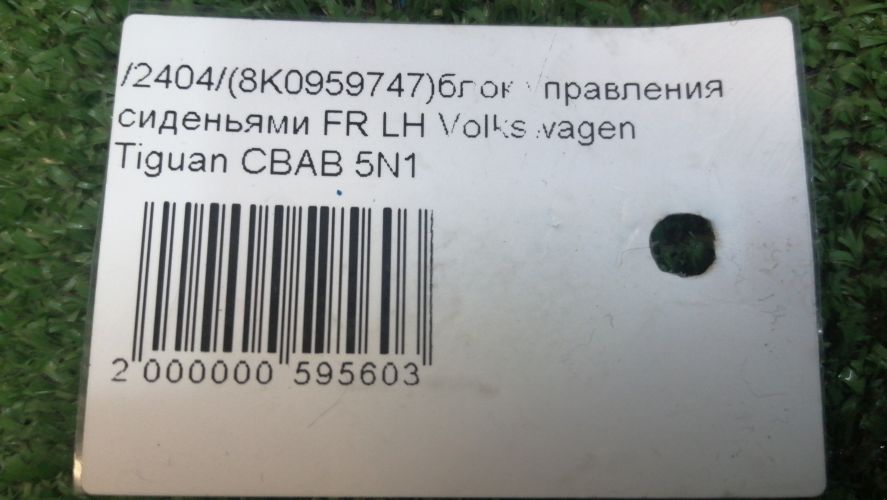 /2404/(8K0959747)блок управления
сиденьями FR LH Volkswagen
Tiguan CBAB 5N1
2 000000 595603